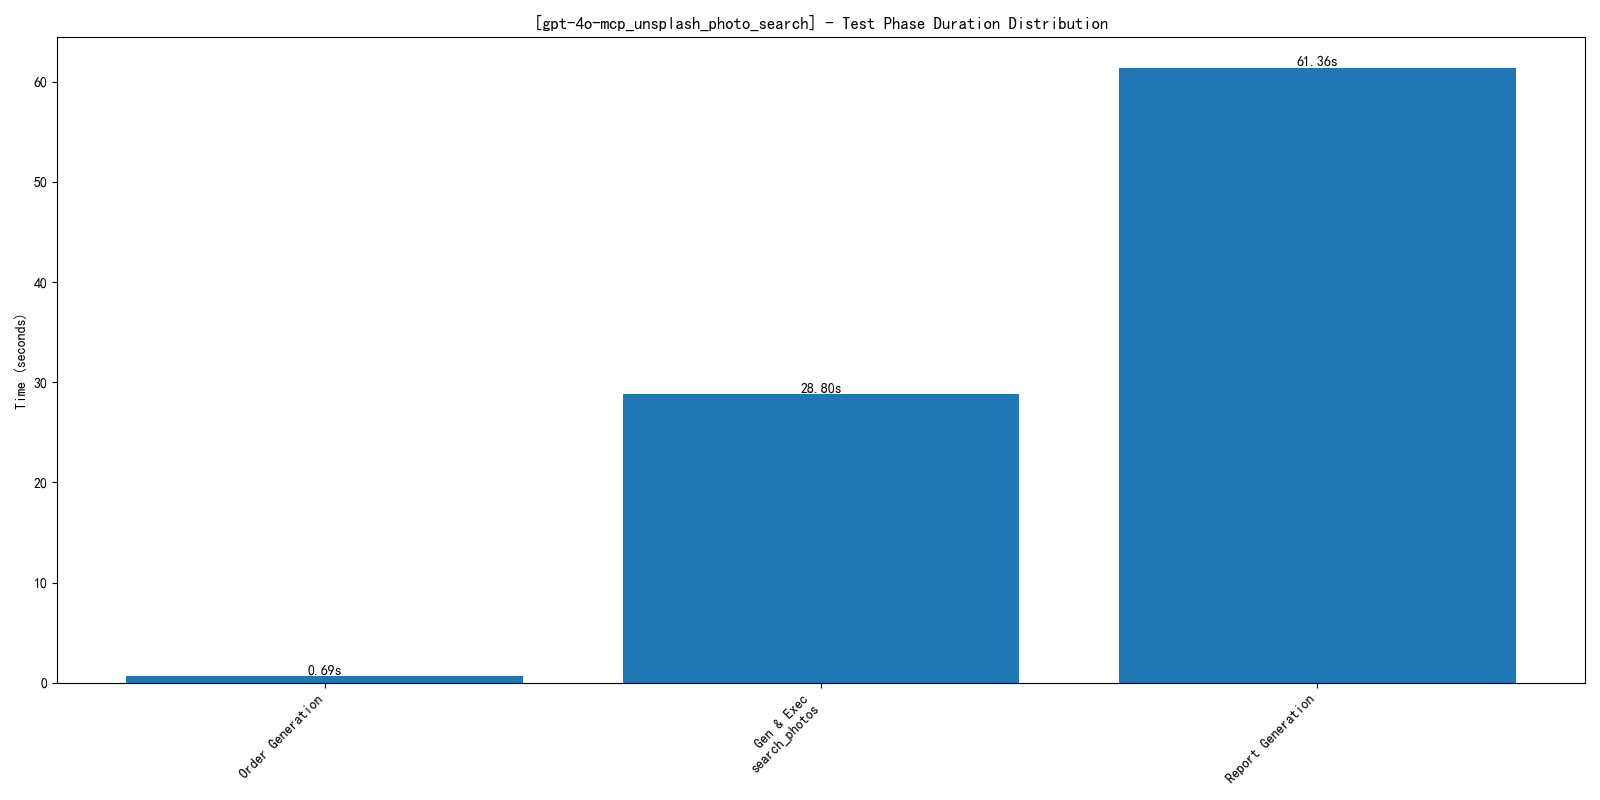 [gpt-4o-mcp_unsplash_photo_search] - Test Phase Duration Distribution
Time (seconds)
60
50
40
30
20
10
0
0.69s
28.80s
61.36s
Order Generation
Gen & Exec
search_photos
Report Generation